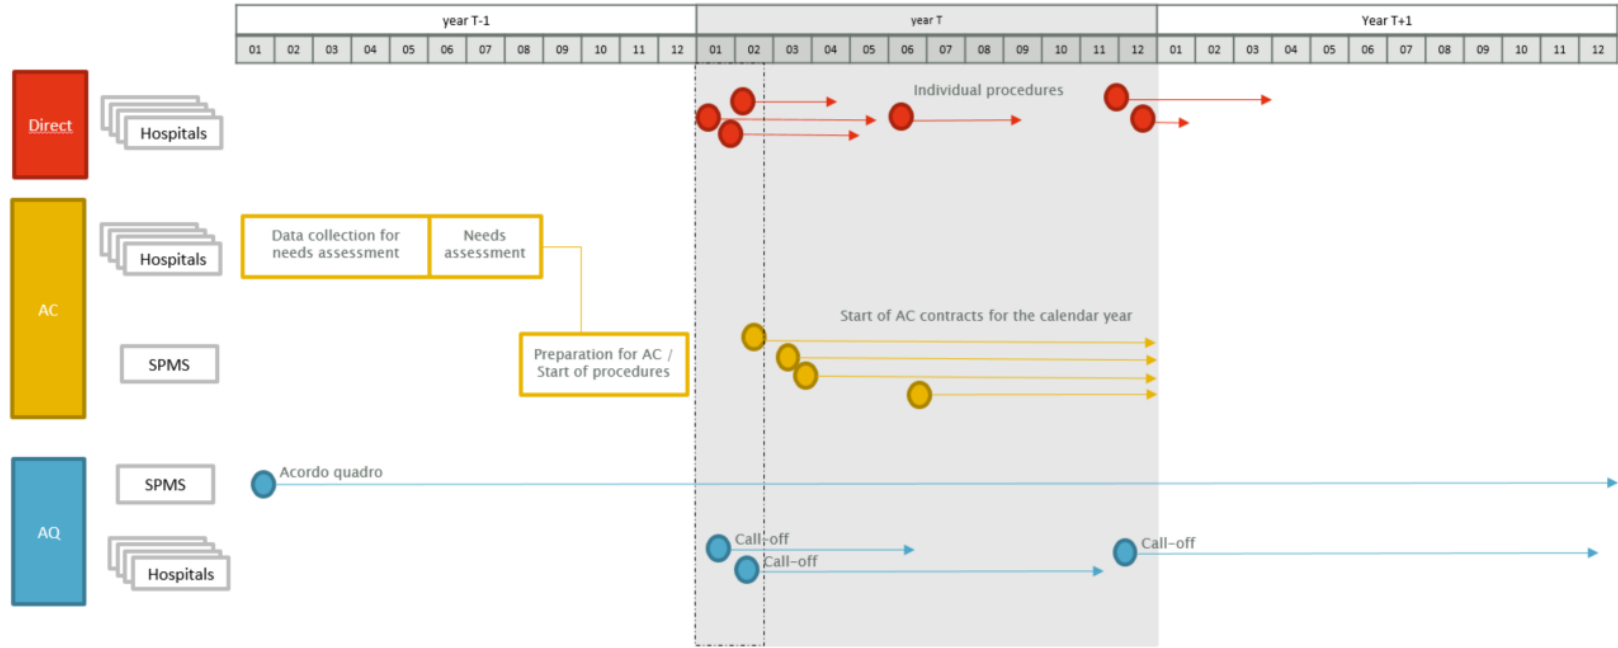 year T-1 year T Year T+1
01 02 03 04 05 06 07 08 09 10 11 12 01 02 03 04 05 06 07 08 09 10 11 12 01 02 03 04 05 06 07 08 09 10 11 12
Individual procedures
Direct
Hospitals
Data collection for
needs assessment
Needs
assessment
Hospitals
AC
Start of AC contracts for the calendar year
SPMS
Preparation for AC /
Start of procedures
Acordo quadro
SPMS
AQ
Call-off
Call-off
Call-off
Hospitals